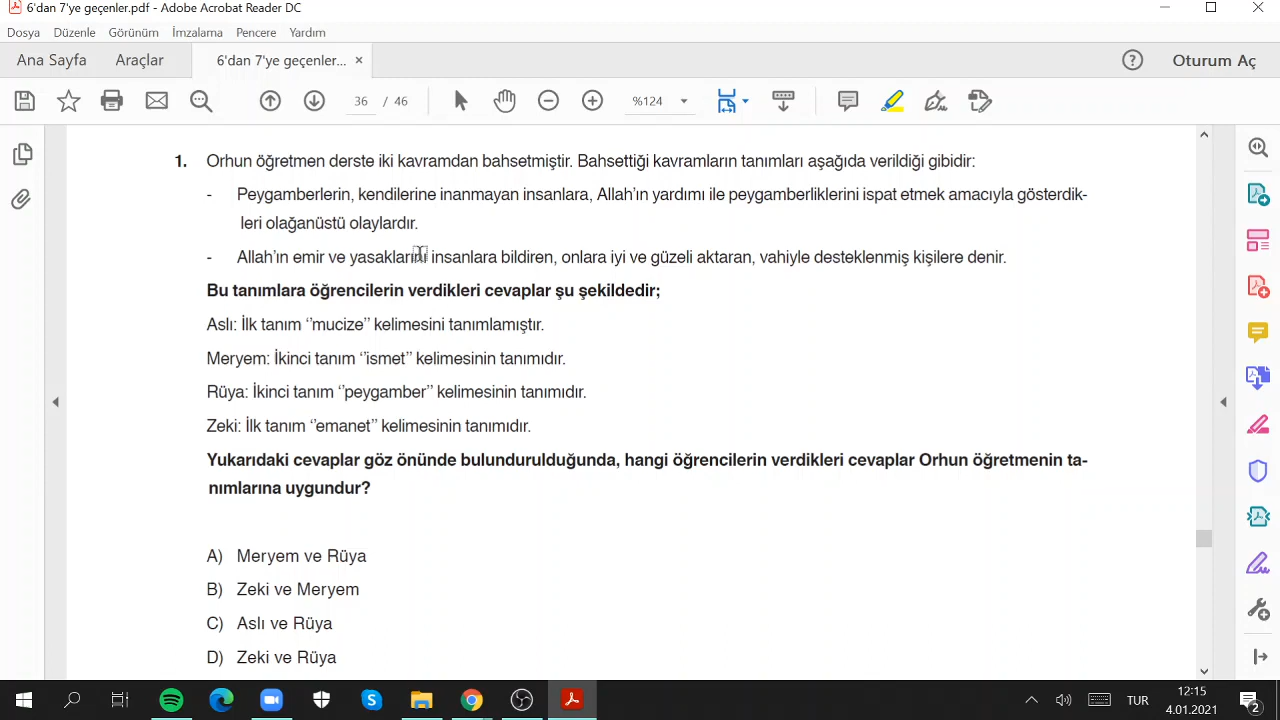 6'dan 7'ye geçenler.pdf - Adobe Acrobat Reader DC
Dosya Düzenle Görünüm İmzalama Pencere Yardım
Ana Sayfa Araçlar 6'dan 7'ye geçenler... × ? Oturum Aç
36 / 46 %124
1. Orhun öğretmen derste iki kavramdan bahsetmiştir. Bahsettiği kavramların tanımları aşağıda verildiği gibidir:
- Peygamberlerin, kendilerine inanmayan insanlara, Allah’ın yardımı ile peygamberliklerini ispat etmek amacıyla gösterdik-
leri olağanüstü olaylardır.
- Allah’ın emir ve yasaklarını insanlara bildiren, onlara iyi ve güzeli aktaran, vahiyle desteklenmiş kişilere denir.
Bu tanımlara öğrencilerin verdikleri cevaplar şu şekildedir;
Aslı: İlk tanım ‘’mucize’’ kelimesini tanımlamıştır.
Meryem: İkinci tanım ‘’ismet’’ kelimesinin tanımıdır.
Rüya: İkinci tanım ‘’peygamber’’ kelimesinin tanımıdır.
Zeki: İlk tanım ‘’emanet’’ kelimesinin tanımıdır.
Yukarıdaki cevaplar göz önünde bulundurulduğunda, hangi öğrencilerin verdikleri cevaplar Orhun öğretmenin ta-
nımlarına uygundur?
A) Meryem ve Rüya
B) Zeki ve Meryem
C) Aslı ve Rüya
D) Zeki ve Rüya
TUR 12:15
4.01.2021 2